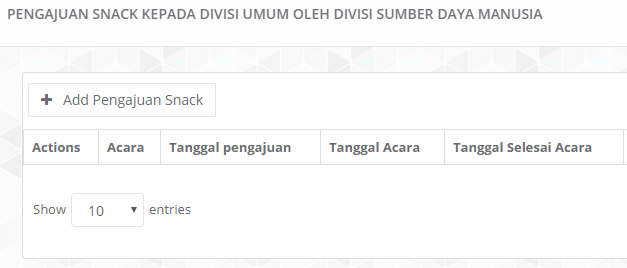 PENGAJUAN SNACK KEPADA DIVISI UMUM OLEH DIVISI SUMBER DAYA MANUSIA
+ Add Pengajuan Snack
Actions Acara Tanggal pengajuan Tanggal Acara Tanggal Selesai Acara
Show 10 entries